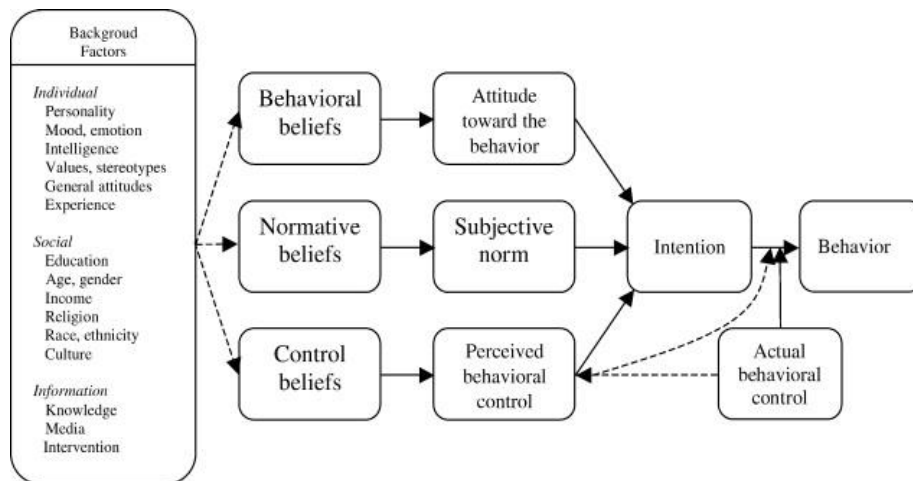 Backgroud
Factors
Individual
Personality
Mood, emotion
Intelligence
Values, stereotypes
General attitudes
Experience
Social
Education
Age, gender
Income
Religion
Race, ethnicity
Culture
Information
Knowledge
Media
Intervention
Behavioral
beliefs
Attitude
toward the
behavior
Normative
beliefs
Subjective
norm
Intention
Behavior
Control
beliefs
Perceived
behavioral
control
Actual
behavioral
control